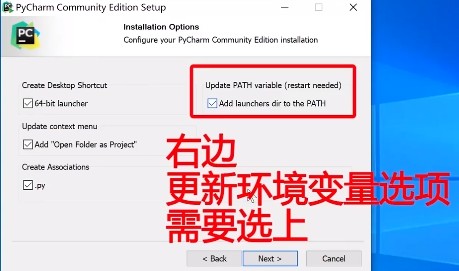 PyCharm Community Edition Setup
PC
Installation Options
Configure your PyCharm Community Edition installation
Create Desktop Shortcut
Update PATH variable (restart needed)
64-bit launcher
Add launchers dir to the PATH
Update context menu
Add "Open Folder as Project"
Create Associations
.py
右边
更新环境变量选项
需要选上
< Back
Next >
Cancel